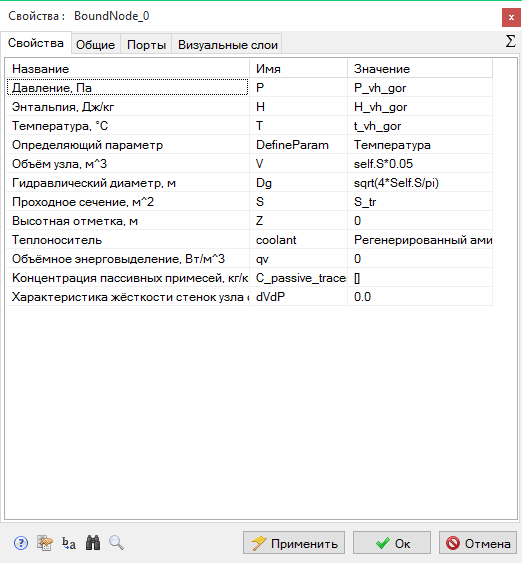 Свойства : BoundNode_0
x
Свойства Общие Порты Визуальные слои Σ
Название Имя Значение
Давление, Па P P_vh_gor
Энтальпия, Дж/кг H H_vh_gor
Температура, °C T t_vh_gor
Определяющий параметр DefineParam Температура
Объём узла, м^3 V self.S*0.05
Гидравлический диаметр, м Dg sqrt(4*Self.S/pi)
Проходное сечение, м^2 S S_tr
Высотная отметка, м Z 0
Теплоноситель coolant Регенерированный ами
Объёмное энерговыделение, Вт/м^3 qv 0
Концентрация пассивных примесей, кг/к C_passive_tracer []
Характеристика жёсткости стенок узла dVdP 0.0
? b a Применить Ок Отмена